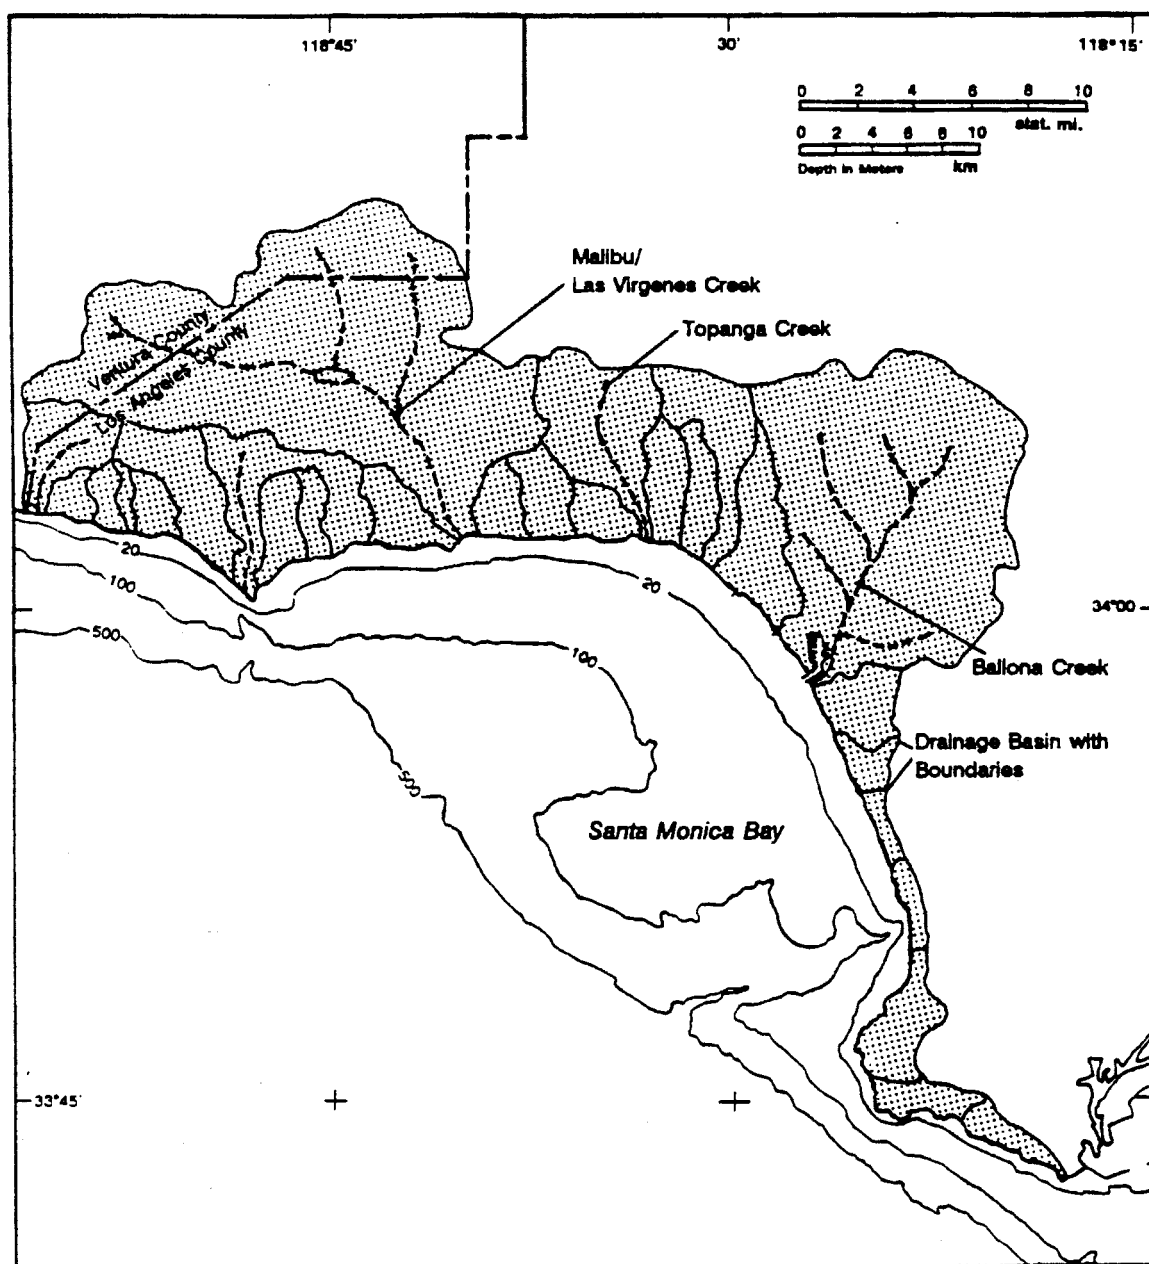 118°45'
30'
118°15'
0 2 4 6 8 10
stat. mi.
0 2 4 6 8 10
Depth in Meters km
Malibu/
Las Virgenes Creek
Topanga Creek
Ventura County
Los Angeles County
20
100
500
20
100
34°00
Ballona Creek
Drainage Basin with
Boundaries
500
Santa Monica Bay
33°45'